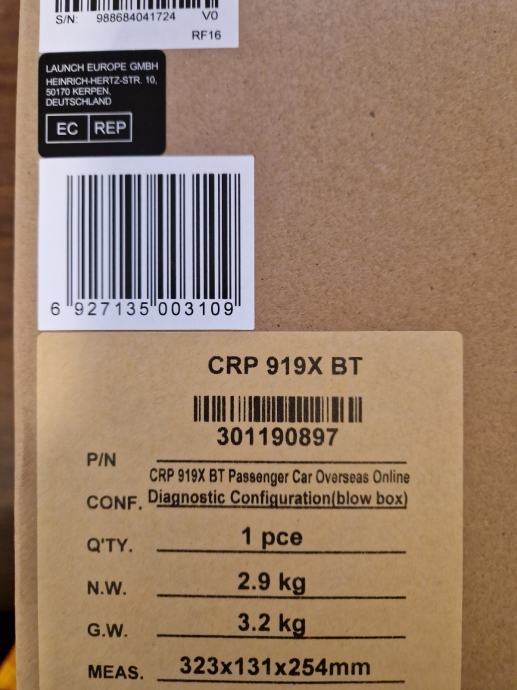 S/N: 988684041724 V0
RF16
LAUNCH EUROPE GMBH
HEINRICH-HERTZ-STR. 10,
50170 KERPEN,
DEUTSCHLAND
EC REP
6 927135 003109
CRP 919X BT
301190897
P/N
CRP 919X BT Passenger Car Overseas Online
CONF. Diagnostic Configuration(blow box)
Q'TY. 1 pce
N.W. 2.9 kg
G.W. 3.2 kg
MEAS. 323x131x254mm